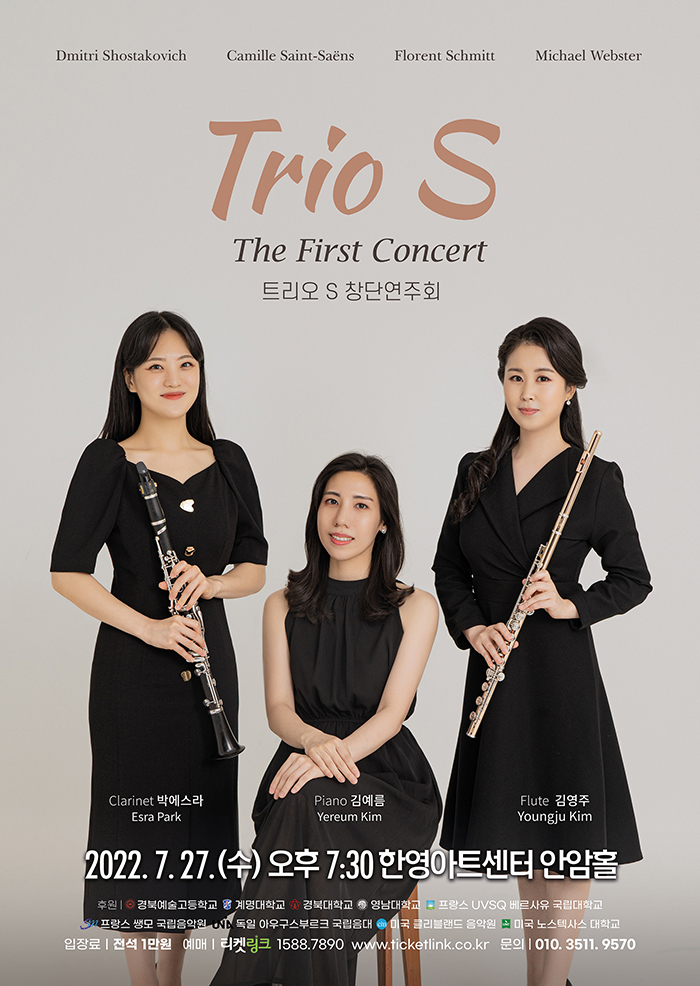 Dmitri Shostakovich Camille Saint-Saëns Florent Schmitt Michael Webster
Trio S
The First Concert
트리오 S 창단연주회
Clarinet 박에스라 Piano 김예름 Flute 김영주
Esra Park Yereum Kim Youngju Kim
2022. 7. 27.(수) 오후 7:30 한영아트센터 안암홀
후원 | 경북예술고등학교 계명대학교 경북대학교 영남대학교 프랑스 UVSQ 베르사유 국립대학교
프랑스 쌩모 국립음악원 독일 아우구스부르크 국립음대 미국 클리블랜드 음악원 미국 노스텍사스 대학교
입장료 | 전석 1만원 예매 | 티켓링크 1588.7890 www.ticketlink.co.kr 문의 | 010. 3511. 9570